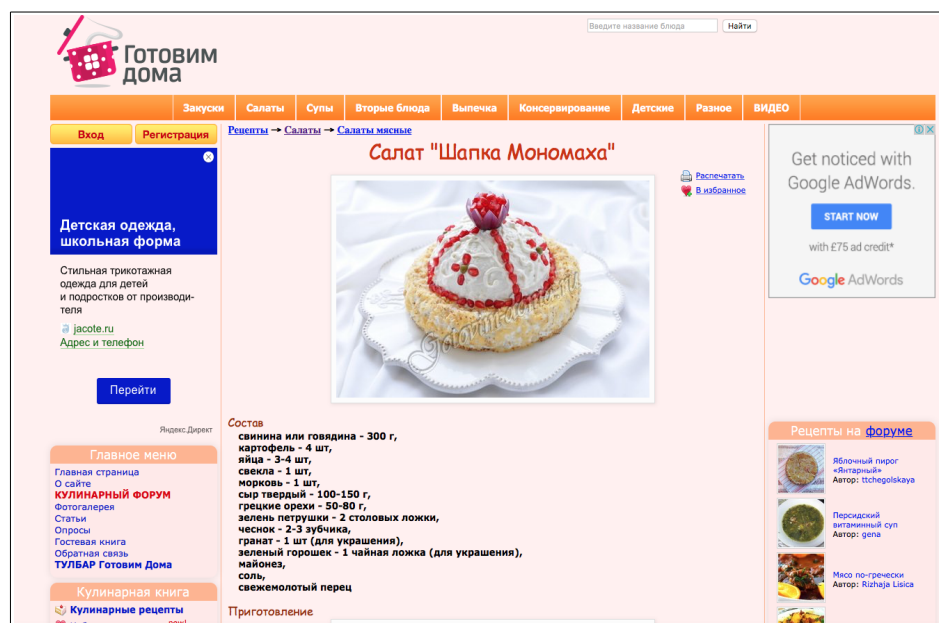 Готовим
дома
Введите название блюда
Найти
Закуски
Салаты
Супы
Вторые блюда
Выпечка
Консервирование
Детские
Разное
ВИДЕО
Вход
Регистрация
Детская одежда,
школьная форма
Стильная трикотажная
одежда для детей
и подростков от производи-
теля
jacote.ru
Адрес и телефон
Перейти
Яндекс.Директ
Главное меню
Главная страница
О сайте
КУЛИНАРНЫЙ ФОРУМ
Фотогалерея
Статьи
Опросы
Гостевая книга
Обратная связь
ТУЛБАР Готовим Дома
Кулинарная книга
Кулинарные рецепты
Рецепты → Салаты → Салаты мясные
Салат "Шапка Мономаха"
Распечатать
В избранное
Состав
свинина или говядина - 300 г,
картофель - 4 шт,
яйца - 3-4 шт,
свекла - 1 шт,
морковь - 1 шт,
сыр твердый - 100-150 г,
грецкие орехи - 50-80 г,
зелень петрушки - 2 столовых ложки,
чеснок - 2-3 зубчика,
гранат - 1 шт (для украшения),
зеленый горошек - 1 чайная ложка (для украшения),
майонез,
соль,
свежемолотый перец
Приготовление
Get noticed with
Google AdWords.
START NOW
with £75 ad credit*
Google AdWords
Рецепты на форуме
Яблочный пирог
«Янтарный»
Автор: ttchegolskaya
Персидский
витаминный суп
Автор: gena
Мясо по-гречески
Автор: Rizhaja Lisica